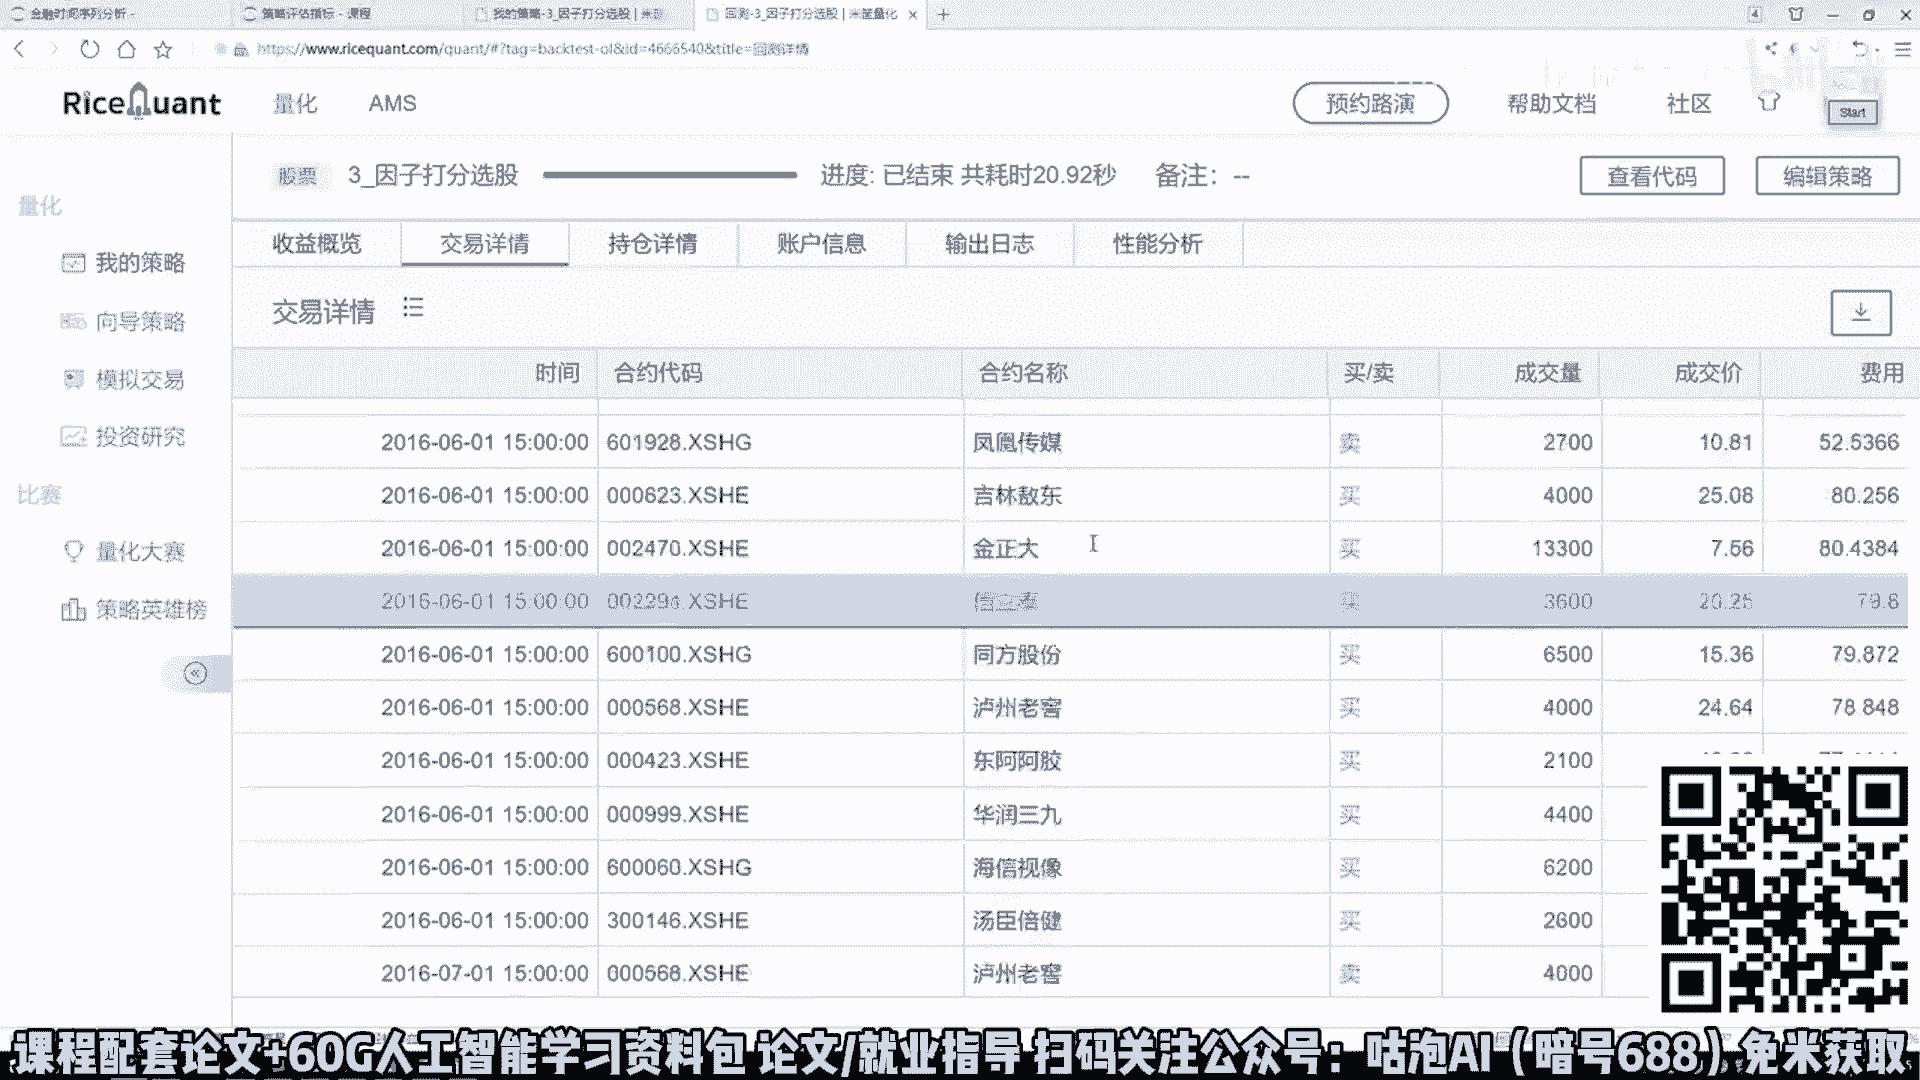 金融时间序列分析 -
策略评估指标 - 课程
我的策略-3_因子打分选股 | 米筐
回测-3_因子打分选股 | 米筐量化
4
https://www.ricequant.com/quant/#?tag=backtest-ol&id=4666540&title=回测详情
RiceQuant 量化 AMS 预约路演 帮助文档 社区
Start
股票 3_因子打分选股 进度: 已结束 共耗时20.92秒 备注: -- 查看代码 编辑策略
量化
我的策略
向导策略
模拟交易
投资研究
比赛
量化大赛
策略英雄榜
收益概览 交易详情 持仓详情 账户信息 输出日志 性能分析
交易详情
时间 合约代码 合约名称 买/卖 成交量 成交价 费用
2016-06-01 15:00:00 601928.XSHG 凤凰传媒 卖 2700 10.81 52.5366
2016-06-01 15:00:00 000623.XSHE 吉林敖东 买 4000 25.08 80.256
2016-06-01 15:00:00 002470.XSHE 金正大 买 13300 7.56 80.4384
2016-06-01 15:00:00 002294.XSHE 信立泰 买 3600
2016-06-01 15:00:00 600100.XSHG 同方股份 买 6500 15.36 79.872
2016-06-01 15:00:00 000568.XSHE 泸州老窖 买 4000 24.64 78.848
2016-06-01 15:00:00 000423.XSHE 东阿阿胶 买 2100
2016-06-01 15:00:00 000999.XSHE 华润三九 买 4400
2016-06-01 15:00:00 600060.XSHG 海信视像 买 6200
2016-06-01 15:00:00 300146.XSHE 汤臣倍健 买 2600
2016-07-01 15:00:00 000568.XSHE 泸州老窖 卖 4000
课程配套论文+60G人工智能学习资料包 论文/就业指导 扫码关注公众号：咕泡AI（暗号688）免米获取